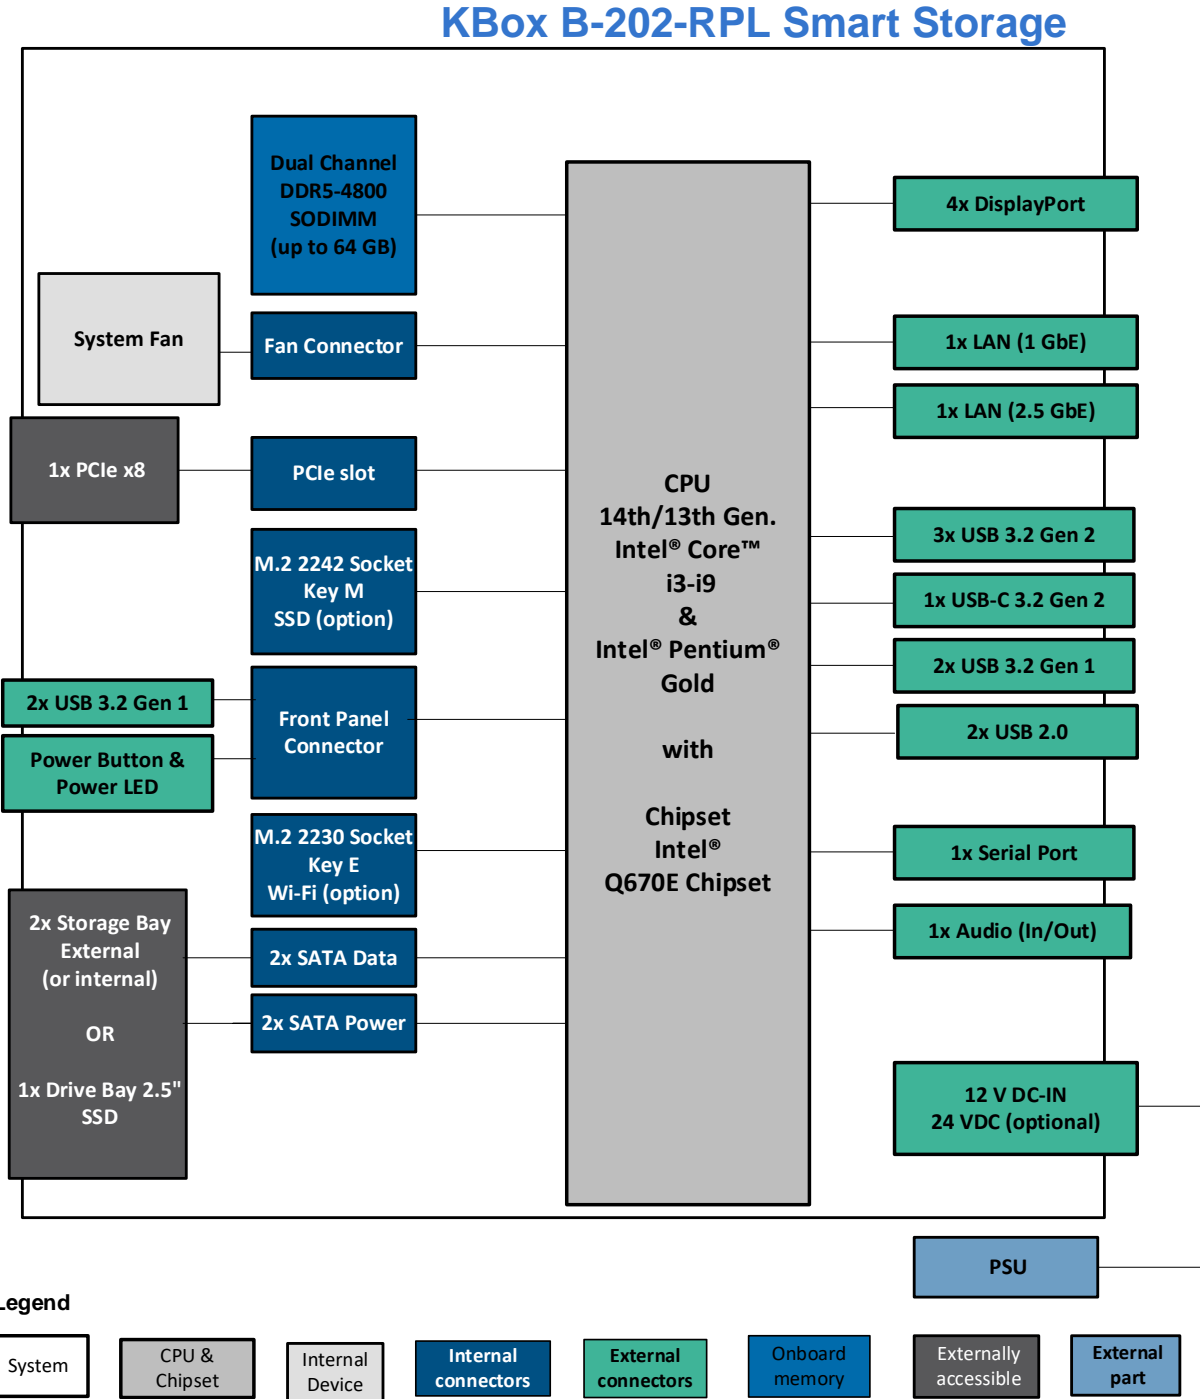 KBox B-202-RPL Smart Storage
Dual Channel
DDR5-4800
SODIMM
(up to 64 GB)
System Fan
Fan Connector
1x PCIe x8
PCIe slot
M.2 2242 Socket
Key M
SSD (option)
2x USB 3.2 Gen 1
Power Button &
Power LED
Front Panel
Connector
M.2 2230 Socket
Key E
Wi-Fi (option)
2x Storage Bay
External
(or internal)
OR
1x Drive Bay 2.5"
SSD
2x SATA Data
2x SATA Power
CPU
14th/13th Gen.
Intel® Core™
i3-i9
&
Intel® Pentium®
Gold
with
Chipset
Intel®
Q670E Chipset
4x DisplayPort
1x LAN (1 GbE)
1x LAN (2.5 GbE)
3x USB 3.2 Gen 2
1x USB-C 3.2 Gen 2
2x USB 3.2 Gen 1
2x USB 2.0
1x Serial Port
1x Audio (In/Out)
12 V DC-IN
24 VDC (optional)
PSU
Legend
System
CPU &
Chipset
Internal
Device
Internal
connectors
External
connectors
Onboard
memory
Externally
accessible
External
part